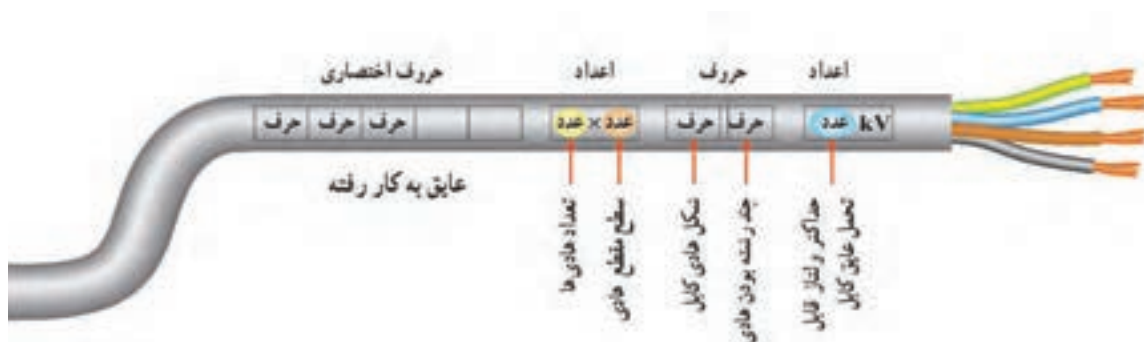 حروف اختصاری
اعداد
حروف
اعداد
حرف حرف حرف
عدد × عدد
حرف حرف
عدد kV
عایق به کار رفته
تعداد هادی‌ها
سطح مقطع هادی
شکل هادی کابل
چند رشته بودن هادی
حداکثر ولتاژ قابل
تحمل عایق کابل